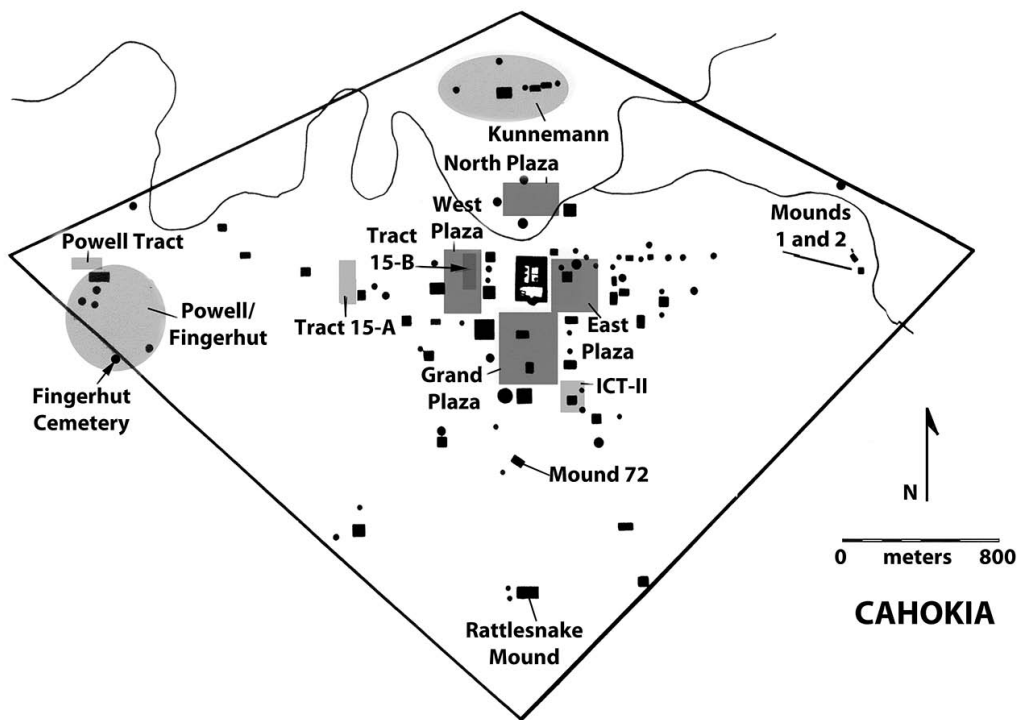 Kunnemann
North Plaza
West
Plaza
Tract
15-B
Mounds
1 and 2
Powell Tract
Powell/
Fingerhut
Tract 15-A
East
Plaza
Grand
Plaza
ICT-II
Fingerhut
Cemetery
Mound 72
N
0 meters 800
CAHOKIA
Rattlesnake
Mound